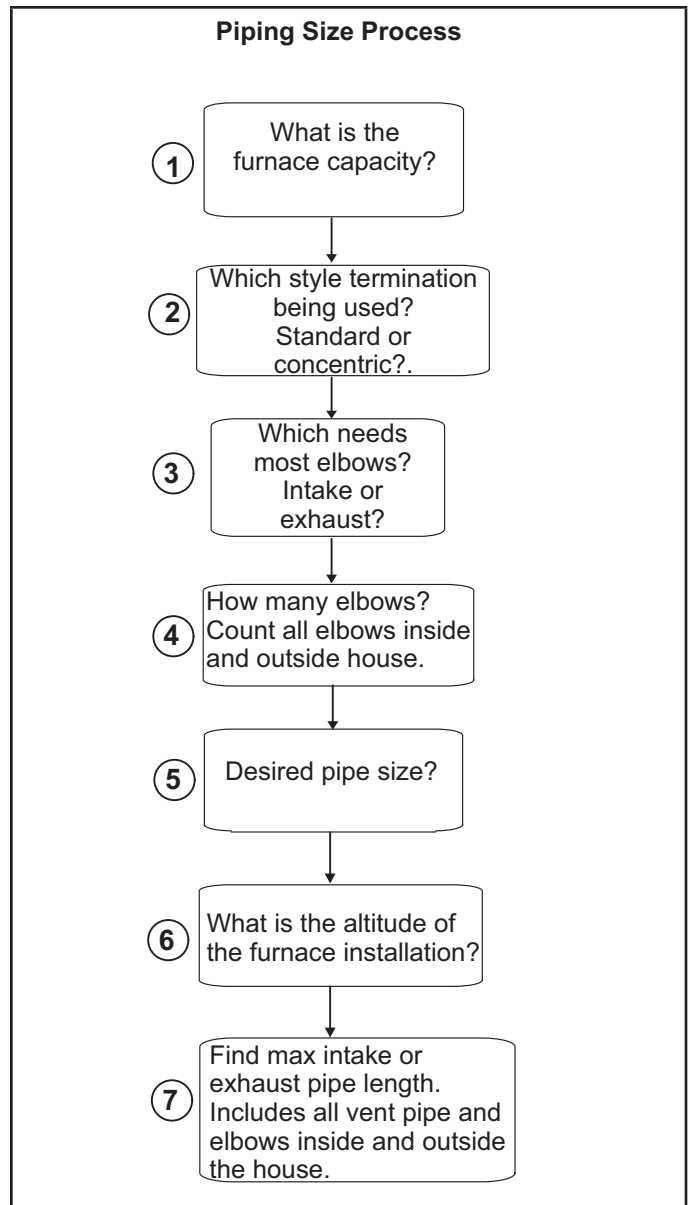 Piping Size Process
1
What is the
furnace capacity?
2
Which style termination
being used?
Standard or
concentric?.
3
Which needs
most elbows?
Intake or
exhaust?
4
How many elbows?
Count all elbows inside
and outside house.
5
Desired pipe size?
6
What is the altitude of
the furnace installation?
7
Find max intake or
exhaust pipe length.
Includes all vent pipe and
elbows inside and outside
the house.